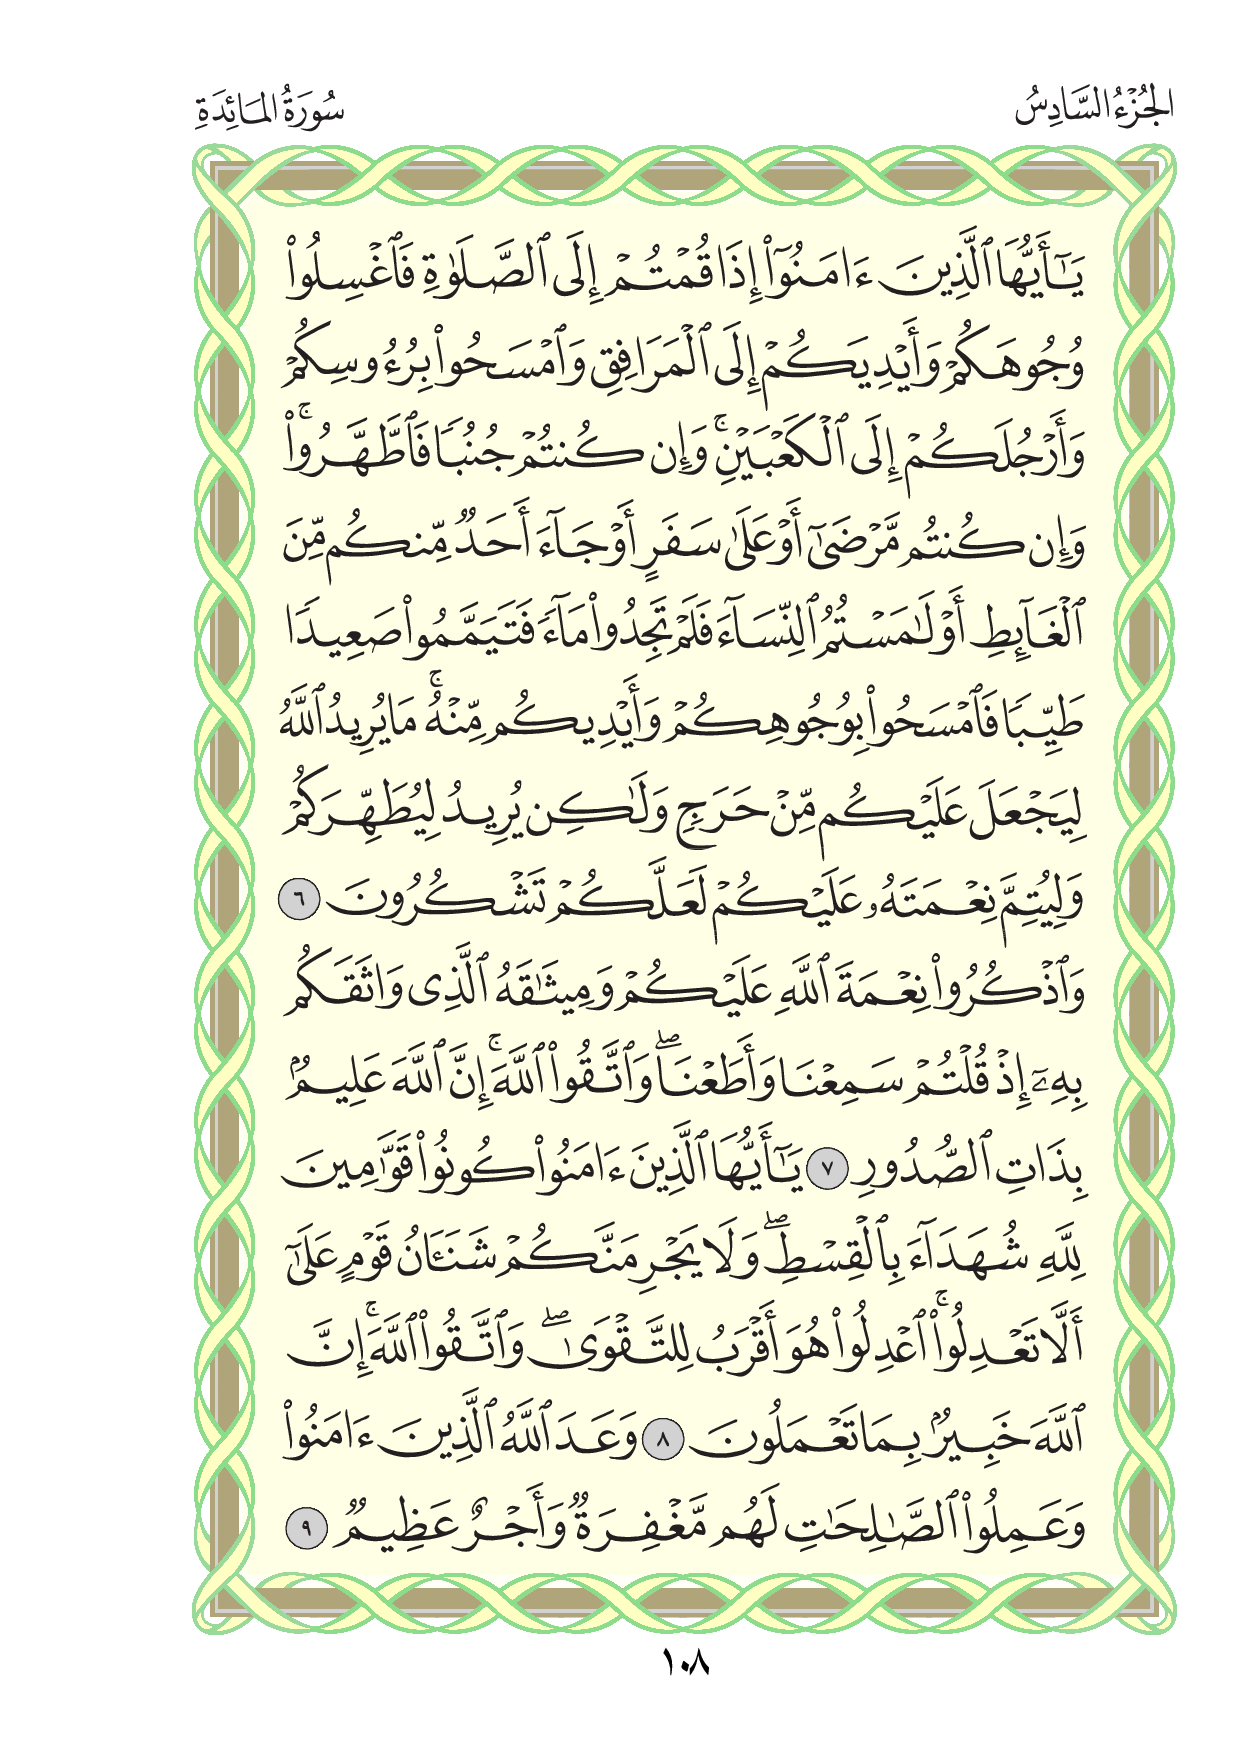 الجُزْءُ السَّادِسُ
سُورَةُ المَائِدَةِ
يَٰٓأَيُّهَا ٱلَّذِينَ ءَامَنُوٓا۟ إِذَا قُمْتُمْ إِلَى ٱلصَّلَوٰةِ فَٱغْسِلُوا۟
وُجُوهَكُمْ وَأَيْدِيَكُمْ إِلَى ٱلْمَرَافِقِ وَٱمْسَحُوا۟ بِرُءُوسِكُمْ
وَأَرْجُلَكُمْ إِلَى ٱلْكَعْبَيْنِ ۚ وَإِن كُنتُمْ جُنُبًا فَٱطَّهَّرُوا۟ ۚ
وَإِن كُنتُم مَّرْضَىٰٓ أَوْ عَلَىٰ سَفَرٍ أَوْ جَآءَ أَحَدٌ مِّنكُم مِّنَ
ٱلْغَآئِطِ أَوْ لَٰمَسْتُمُ ٱلنِّسَآءَ فَلَمْ تَجِدُوا۟ مَآءً فَتَيَمَّمُوا۟ صَعِيدًا
طَيِّبًا فَٱمْسَحُوا۟ بِوُجُوهِكُمْ وَأَيْدِيكُم مِّنْهُ ۚ مَا يُرِيدُ ٱللَّهُ
لِيَجْعَلَ عَلَيْكُم مِّنْ حَرَجٍ وَلَٰكِن يُرِيدُ لِيُطَهِّرَكُمْ
وَلِيُتِمَّ نِعْمَتَهُۥ عَلَيْكُمْ لَعَلَّكُمْ تَشْكُرُونَ ٦
وَٱذْكُرُوا۟ نِعْمَةَ ٱللَّهِ عَلَيْكُمْ وَمِيثَٰقَهُ ٱلَّذِى وَاثَقَكُم
بِهِۦٓ إِذْ قُلْتُمْ سَمِعْنَا وَأَطَعْنَا ۖ وَٱتَّقُوا۟ ٱللَّهَ ۚ إِنَّ ٱللَّهَ عَلِيمٌۢ
بِذَاتِ ٱلصُّدُورِ ٧ يَٰٓأَيُّهَا ٱلَّذِينَ ءَامَنُوا۟ كُونُوا۟ قَوَّٰمِينَ
لِلَّهِ شُهَدَآءَ بِٱلْقِسْطِ ۖ وَلَا يَجْرِمَنَّكُمْ شَنَـَٔانُ قَوْمٍ عَلَىٰٓ
أَلَّا تَعْدِلُوا۟ ۚ ٱعْدِلُوا۟ هُوَ أَقْرَبُ لِلتَّقْوَىٰ ۖ وَٱتَّقُوا۟ ٱللَّهَ ۚ إِنَّ
ٱللَّهَ خَبِيرٌۢ بِمَا تَعْمَلُونَ ٨ وَعَدَ ٱللَّهُ ٱلَّذِينَ ءَامَنُوا۟
وَعَمِلُوا۟ ٱلصَّٰلِحَٰتِ لَهُم مَّغْفِرَةٌ وَأَجْرٌ عَظِيمٌ ٩
١٠٨